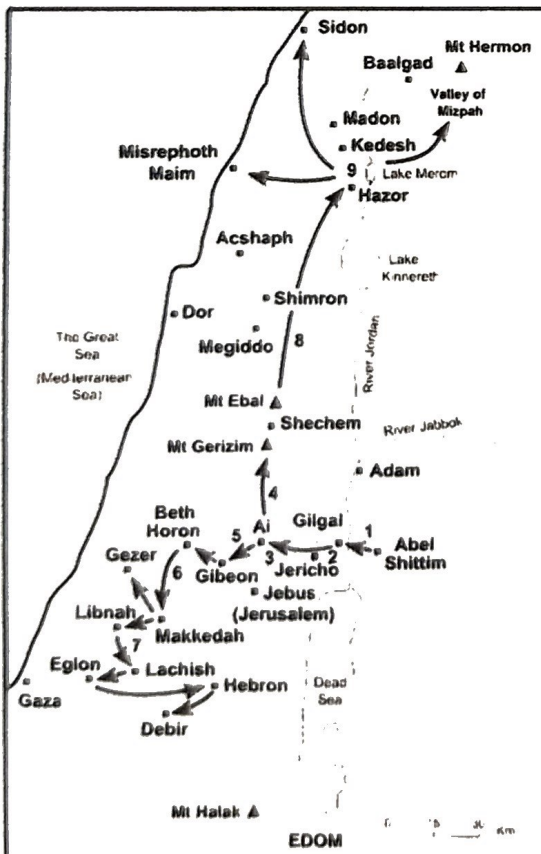 Sidon
Mt Hermon
Baalgad
Valley of
Mizpah
Madon
Kedesh
Misrephoth
Maim
9
Lake Merom
Hazor
Acshaph
Lake
Kinnereth
Shimron
Dor
The Great
Sea
(Mediterranean
Sea)
Megiddo
8
River Jordan
Mt Ebal
Shechem
River Jabbok
Mt Gerizim
Adam
4
Beth
Horon
5
Ai
Gilgal
1
Abel
Shittim
3
2
Gezer
6
Gibeon
Jericho
Jebus
(Jerusalem)
Libnah
Makkedah
7
Eglon
Lachish
Gaza
Hebron
Dead
Sea
Debir
Mt Halak
EDOM
Km